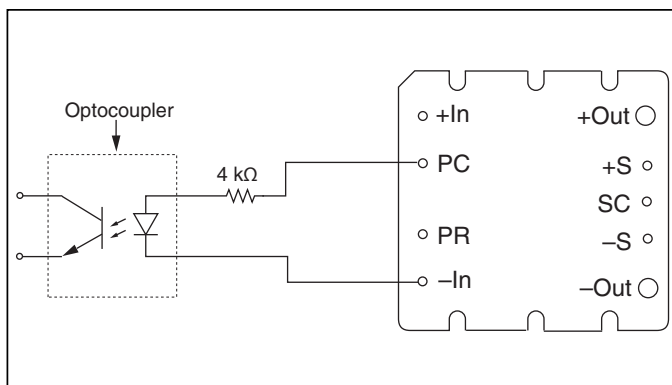 Optocoupler
4 kΩ
+In
PC
PR
–In
+Out
+S
SC
–S
–Out